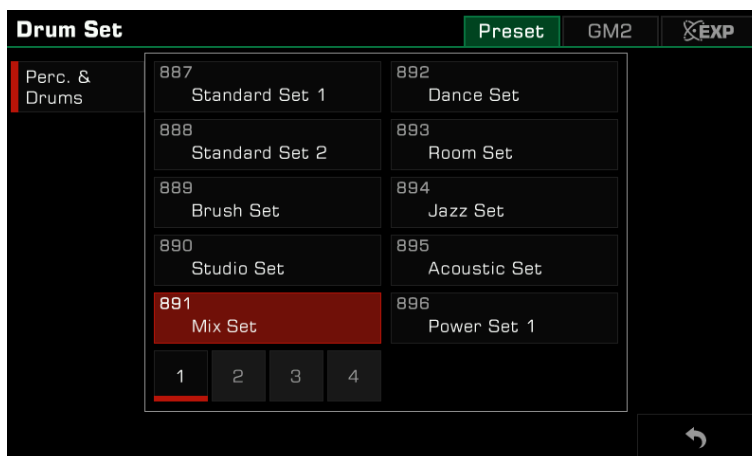 Drum Set
Preset
GM2
EXP
Perc. &
Drums
887
Standard Set 1
888
Standard Set 2
889
Brush Set
890
Studio Set
891
Mix Set
892
Dance Set
893
Room Set
894
Jazz Set
895
Acoustic Set
896
Power Set 1
1 2 3 4